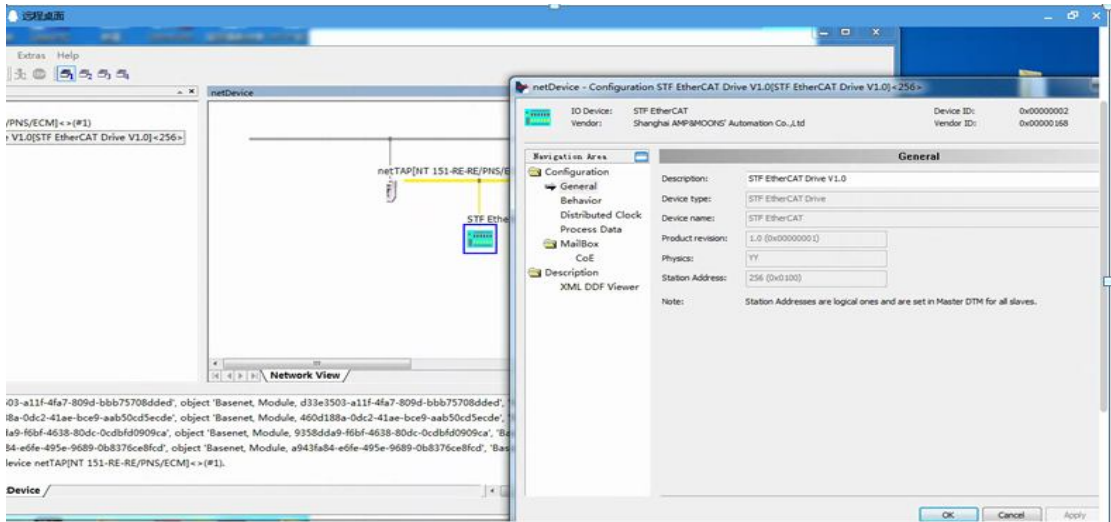 远程桌面
Extras Help
netDevice
/PNS/ECM]<>(#1)
V1.0[STF EtherCAT Drive V1.0]<256>
netTAP[NT 151-RE-RE/PNS/E
STF Ethe
Network View
netDevice - Configuration STF EtherCAT Drive V1.0[STF EtherCAT Drive V1.0]<256>
IO Device: STF EtherCAT Device ID: 0x00000002
Vendor: Shanghai AMP&MOONS' Automation Co.,Ltd Vendor ID: 0x00000168
Navigation Area
Configuration
General
Behavior
Distributed Clock
Process Data
MailBox
CoE
Description
XML DDF Viewer
General
Description: STF EtherCAT Drive V1.0
Device type: STF EtherCAT Drive
Device name: STF EtherCAT
Product revision: 1.0 (0x00000001)
Physics: YY
Station Address: 256 (0x0100)
Note: Station Addresses are logical ones and are set in Master DTM for all slaves.
03-a11f-4fa7-809d-bbb75708dded', object 'Basenet, Module, d33e3503-a11f-4fa7-809d-bbb75708dded',
8a-0dc2-41ae-bce9-aab50cd5ecde', object 'Basenet, Module, 460d188a-0dc2-41ae-bce9-aab50cd5ecde',
a9-f6bf-4638-80dc-0cdbfd0909ca', object 'Basenet, Module, 9358dda9-f6bf-4638-80dc-0cdbfd0909ca', 'Ba
84-e6fe-495e-9689-0b8376ce8fcd', object 'Basenet, Module, a943fa84-e6fe-495e-9689-0b8376ce8fcd', 'Bas
device netTAP[NT 151-RE-RE/PNS/ECM]<>(#1).
Device
OK Cancel Apply